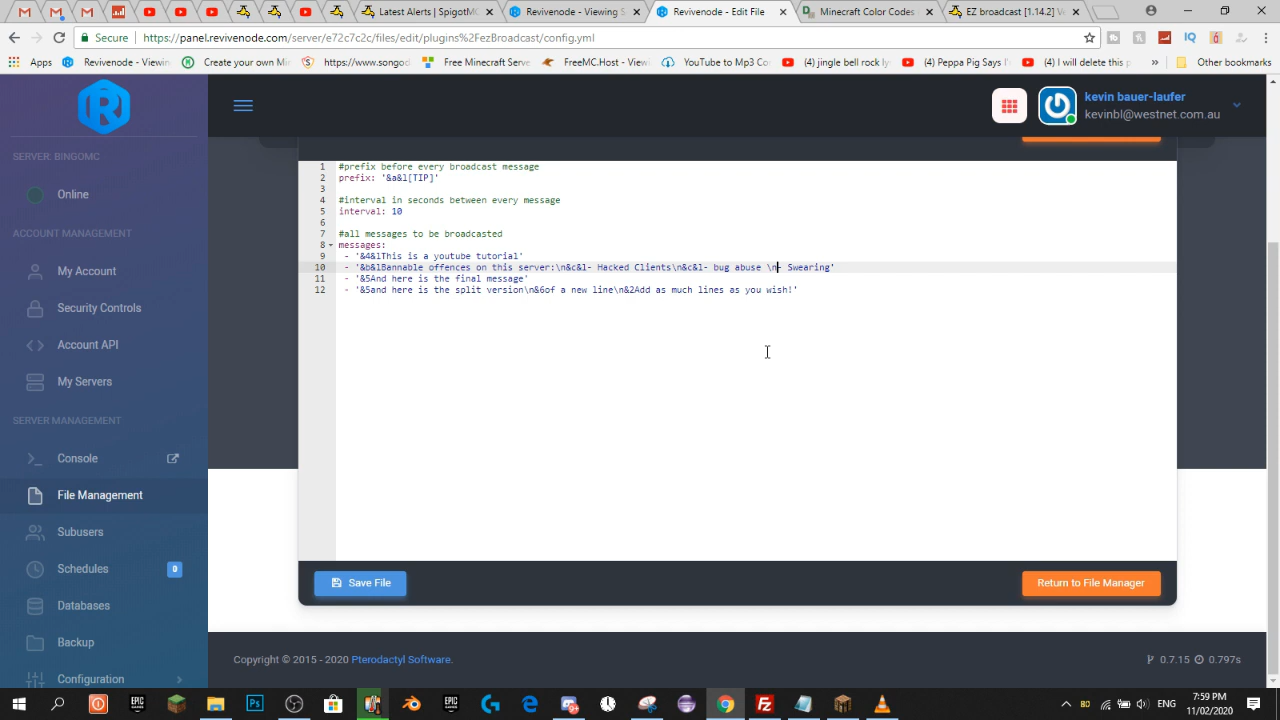 Latest Alerts | SpigotMC
Revivenode - Viewing S
Revivenode - Edit File
Minecraft Color Codes
EZ broadcast [1.14.2] V
Secure https://panel.revivenode.com/server/e72c7c2c/files/edit/plugins%2FezBroadcast/config.yml
Apps Revivenode - Viewin Create your own Min https://www.songod Free Minecraft Serve FreeMC.Host - View YouTube to Mp3 Co (4) jingle bell rock ly (4) Peppa Pig Says I' (4) I will delete this p » Other bookmarks
kevin bauer-laufer
kevinbl@westnet.com.au
SERVER: BINGOMC
Online
ACCOUNT MANAGEMENT
My Account
Security Controls
Account API
My Servers
SERVER MANAGEMENT
Console
File Management
Subusers
Schedules 0
Databases
Backup
Configuration
1 #prefix before every broadcast message
2 prefix: '&a&l[TIP]'
3
4 #interval in seconds between every message
5 interval: 10
6
7 #all messages to be broadcasted
8 messages:
9 - '&4&lThis is a youtube tutorial'
10 - '&b&lBannable offences on this server:\n&c&l- Hacked Clients\n&c&l- bug abuse \n- Swearing'
11 - '&5And here is the final message'
12 - '&5and here is the split version\n&6of a new line\n&2Add as much lines as you wish!'
Save File
Return to File Manager
Copyright © 2015 - 2020 Pterodactyl Software.
0.7.15 0.797s
ENG
7:59 PM
11/02/2020